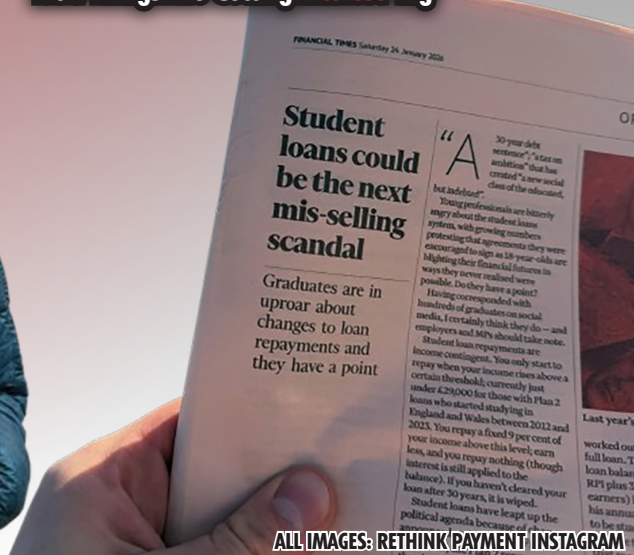 FINANCIAL TIMES Saturday 24 January 2026
Student
loans could
be the next
mis-selling
scandal
Graduates are in
uproar about
changes to loan
repayments and
they have a point
"A
30-year debt
sentence"; "a tax on
ambition" that has
created "a new social
class of the educated,
but indebted".
Young professionals are bitterly
angry about the student loans
system, with growing numbers
protesting that agreements they were
encouraged to sign as 18-year-olds are
blighting their financial futures in
ways they never realised were
possible. Do they have a point?
Having corresponded with
hundreds of graduates on social
media, I certainly think they do — and
employers and MPs should take note.
Student loan repayments are
income contingent. You only start to
repay when your income rises above a
certain threshold; currently just
under £29,000 for those with Plan 2
loans who started studying in
England and Wales between 2012 and
2023. You repay a fixed 9 per cent of
your income above this level; earn
less, and you repay nothing (though
interest is still applied to the
balance). If you haven't cleared your
loan after 30 years, it is wiped.
Student loans have leapt up the
political agenda because of
Last year's
worked out
full loan. T
loan balan
RPI plus 3
earners)
his annu
to be stu
ALL IMAGES: RETHINK PAYMENT INSTAGRAM